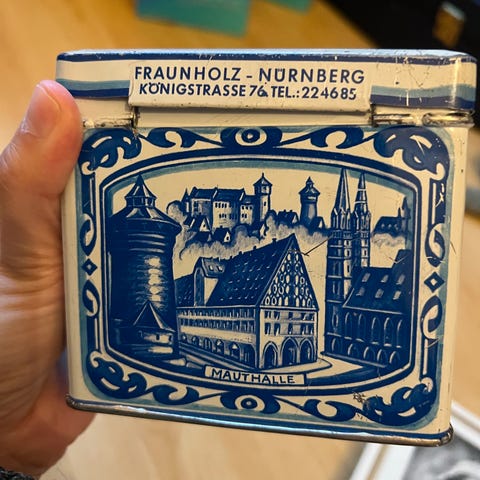 FRAUNHOLZ - NÜRNBERG
KÖNIGSTRASSE 76, TEL.: 224685
MAUTHALLE